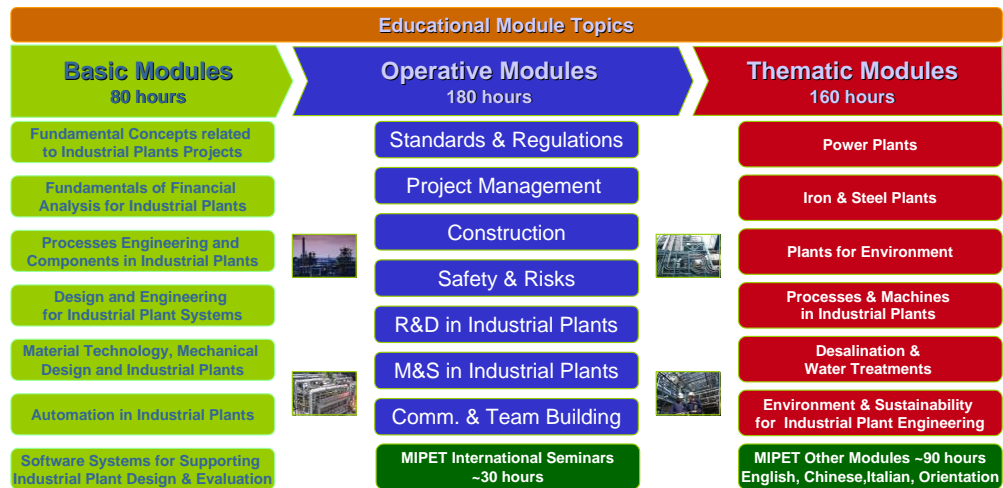 Educational Module Topics
Basic Modules
80 hours
Operative Modules
180 hours
Thematic Modules
160 hours
Fundamental Concepts related
to Industrial Plants Projects
Fundamentals of Financial
Analysis for Industrial Plants
Processes Engineering and
Components in Industrial Plants
Design and Engineering
for Industrial Plant Systems
Material Technology, Mechanical
Design and Industrial Plants
Automation in Industrial Plants
Software Systems for Supporting
Industrial Plant Design & Evaluation
Standards & Regulations
Project Management
Construction
Safety & Risks
R&D in Industrial Plants
M&S in Industrial Plants
Comm. & Team Building
MIPET International Seminars
~30 hours
Power Plants
Iron & Steel Plants
Plants for Environment
Processes & Machines
in Industrial Plants
Desalination &
Water Treatments
Environment & Sustainability
for Industrial Plant Engineering
MIPET Other Modules ~90 hours
English, Chinese,Italian, Orientation